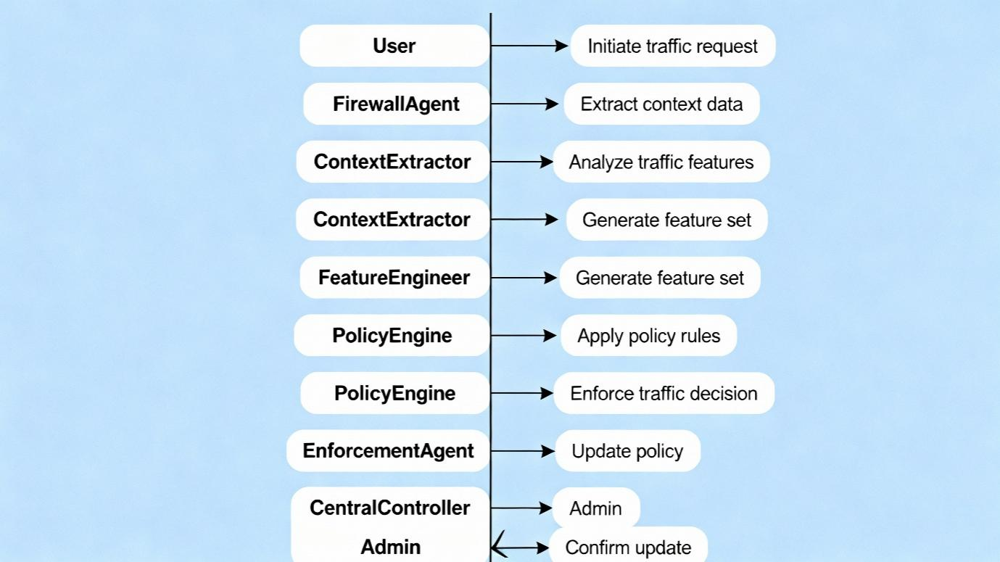 User
Initiate traffic request
FirewallAgent
Extract context data
ContextExtractor
Analyze traffic features
ContextExtractor
Generate feature set
FeatureEngineer
Generate feature set
PolicyEngine
Apply policy rules
PolicyEngine
Enforce traffic decision
EnforcementAgent
Update policy
CentralController
Admin
Admin
Confirm update